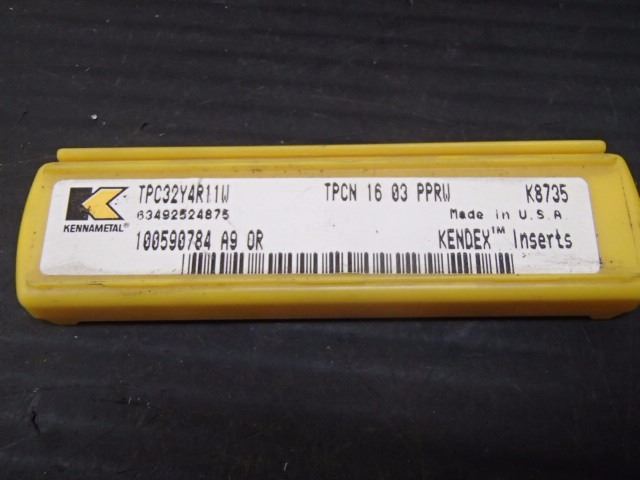 TPC32Y4R11W TPCN 16 03 PPRW K8735
63492524875 Made in U.S.A
KENNAMETAL®
100590784 A9 OR KENDEX™ Inserts